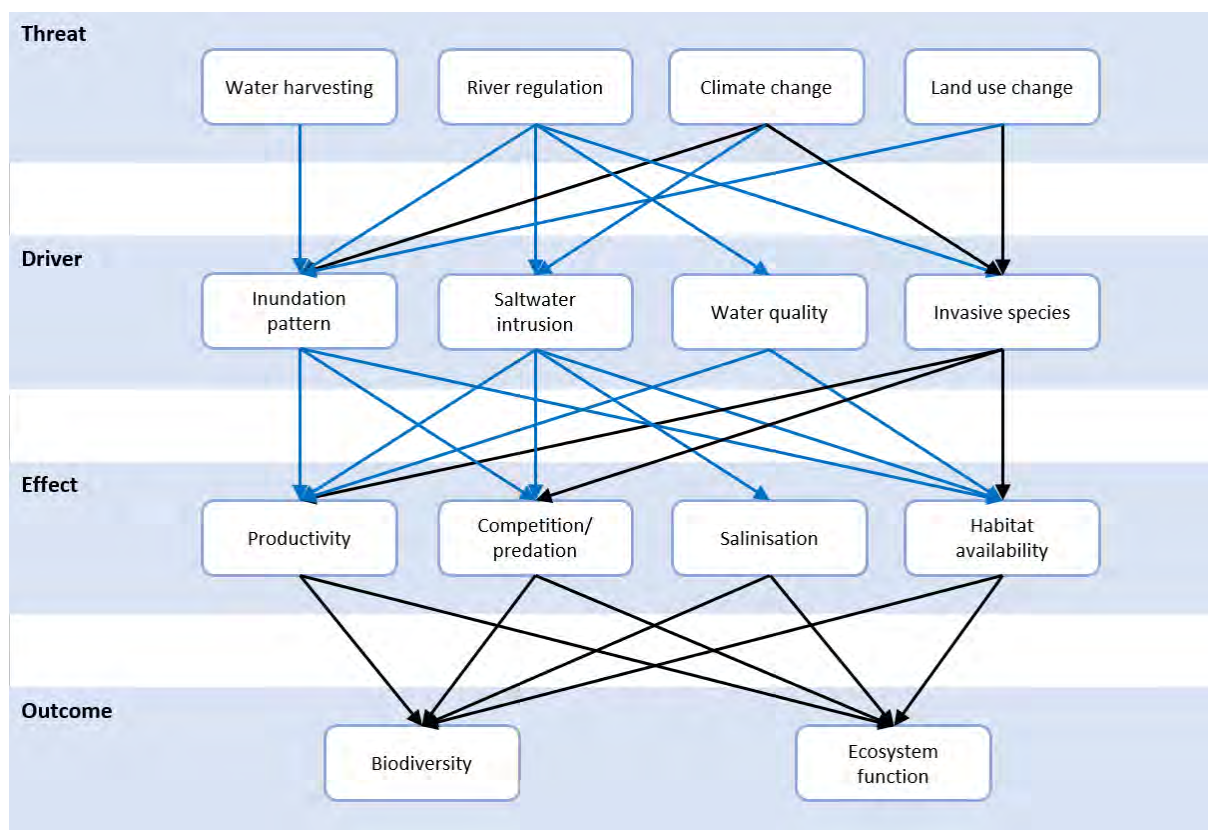 Threat
Water harvesting
River regulation
Climate change
Land use change
Driver
Inundation
pattern
Saltwater
intrusion
Water quality
Invasive species
Effect
Productivity
Competition/
predation
Salinisation
Habitat
availability
Outcome
Biodiversity
Ecosystem
function